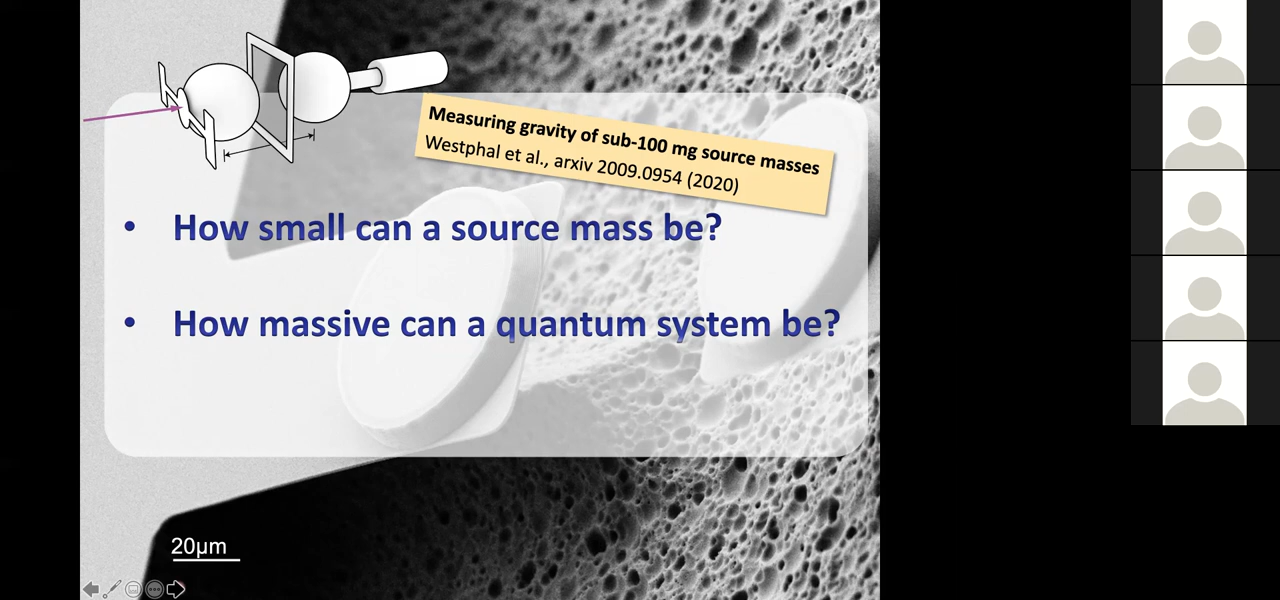 Measuring gravity of sub-100 mg source masses
Westphal et al., arxiv 2009.0954 (2020)
• How small can a source mass be?
• How massive can a quantum system be?
20µm